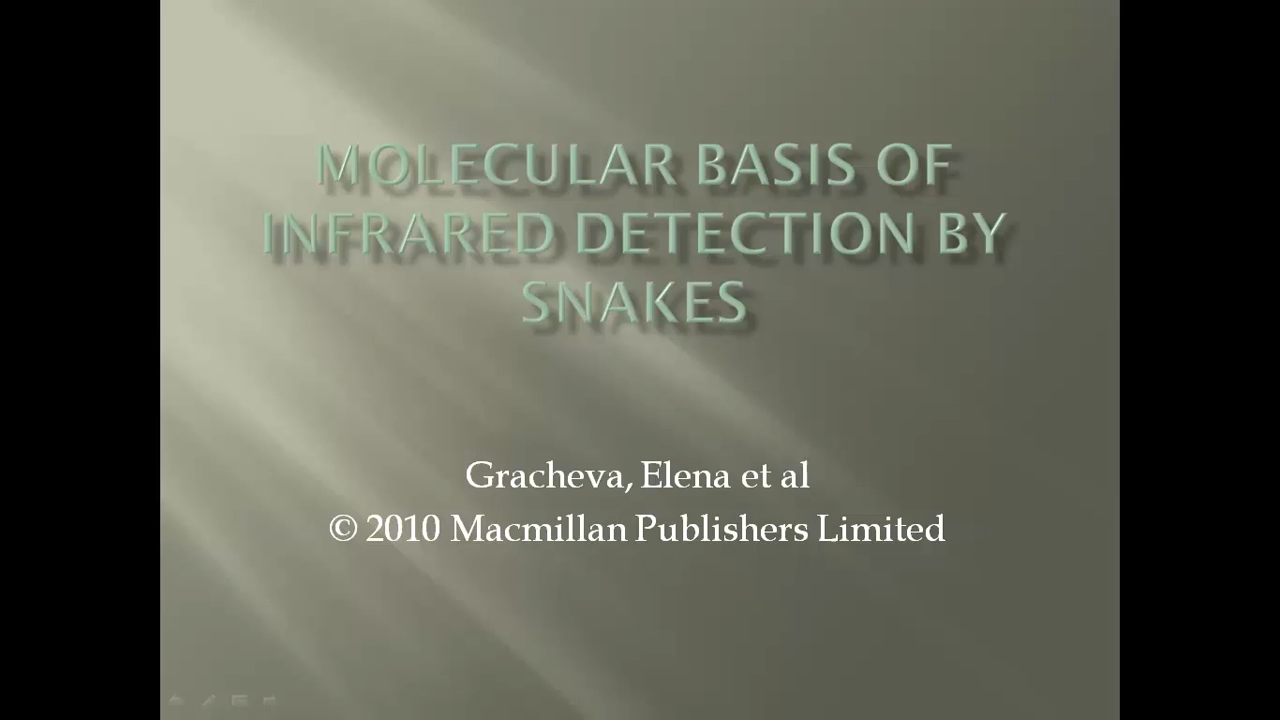 MOLECULAR BASIS OF
INFRARED DETECTION BY
SNAKES
Gracheva, Elena et al
© 2010 Macmillan Publishers Limited